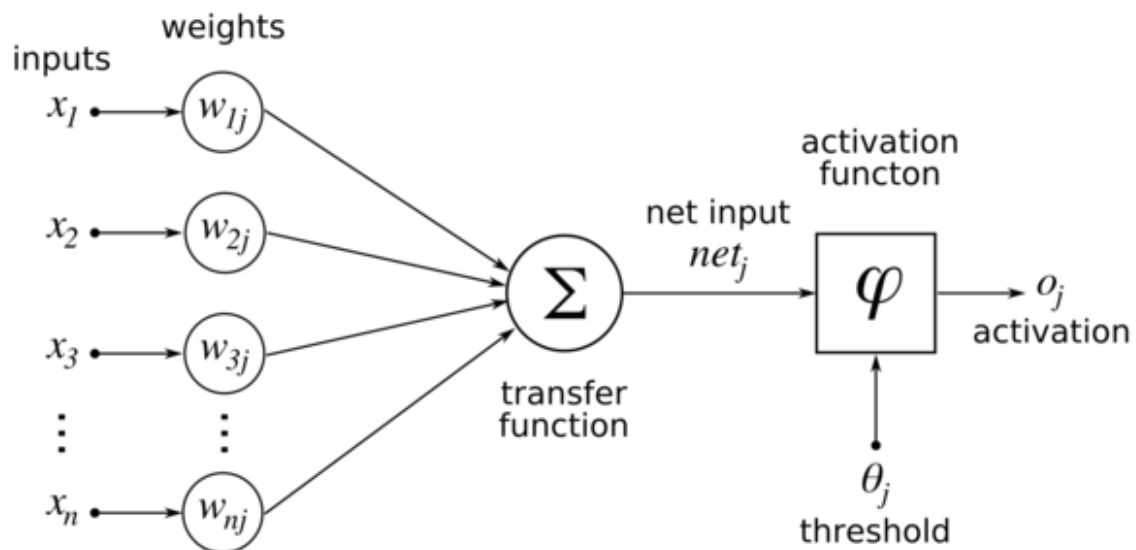 weights
inputs
x1
w1j
x2
w2j
x3
w3j
⋮
⋮
xn
wnj
Σ
transfer
function
net input
netj
activation
functon
φ
oj
activation
θj
threshold